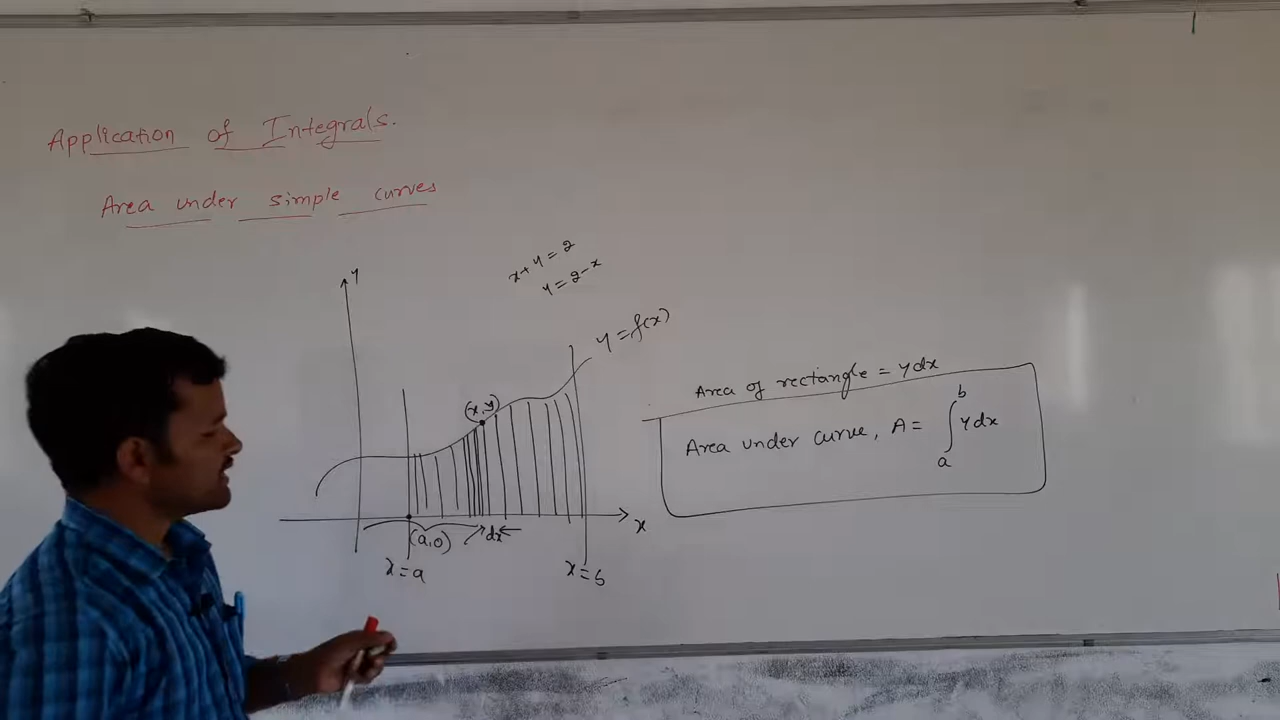 Application of Integrals.
Area under simple curves
y
x+y=2
y=2-x
y=f(x)
(x,y)
Area of rectangle = ydx
Area under curve, A = ∫ₐᵇ ydx
(a,0)
dx
x
x=a
x=b